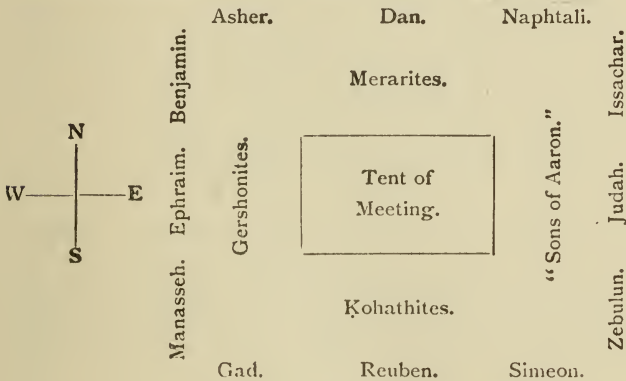 Asher. Dan. Naphtali.
Benjamin.
Issachar.
Merarites.
N
W E
S
Ephraim.
Gershonites.
Tent of
Meeting.
"Sons of Aaron."
Judah.
Manasseh.
Ḳohathites.
Zebulun.
Gad. Reuben. Simeon.